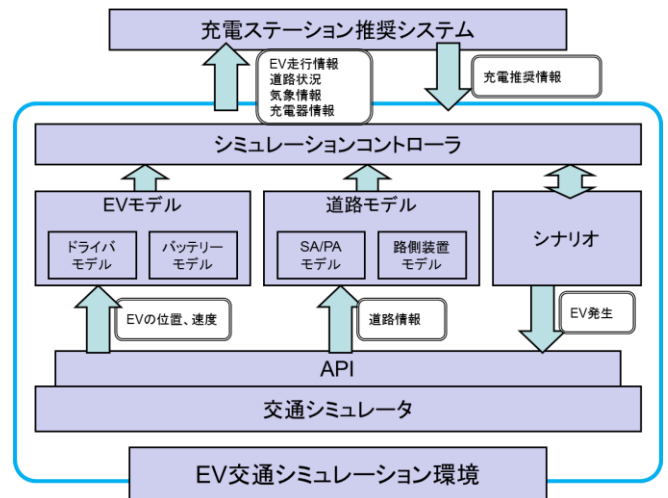 充電ステーション推奨システム
EV走行情報
道路状況
気象情報
充電器情報
充電推奨情報
シミュレーションコントローラ
EVモデル
ドライバ
モデル
バッテリー
モデル
道路モデル
SA/PA
モデル
路側装置
モデル
シナリオ
EVの位置、速度
道路情報
EV発生
API
交通シミュレータ
EV交通シミュレーション環境